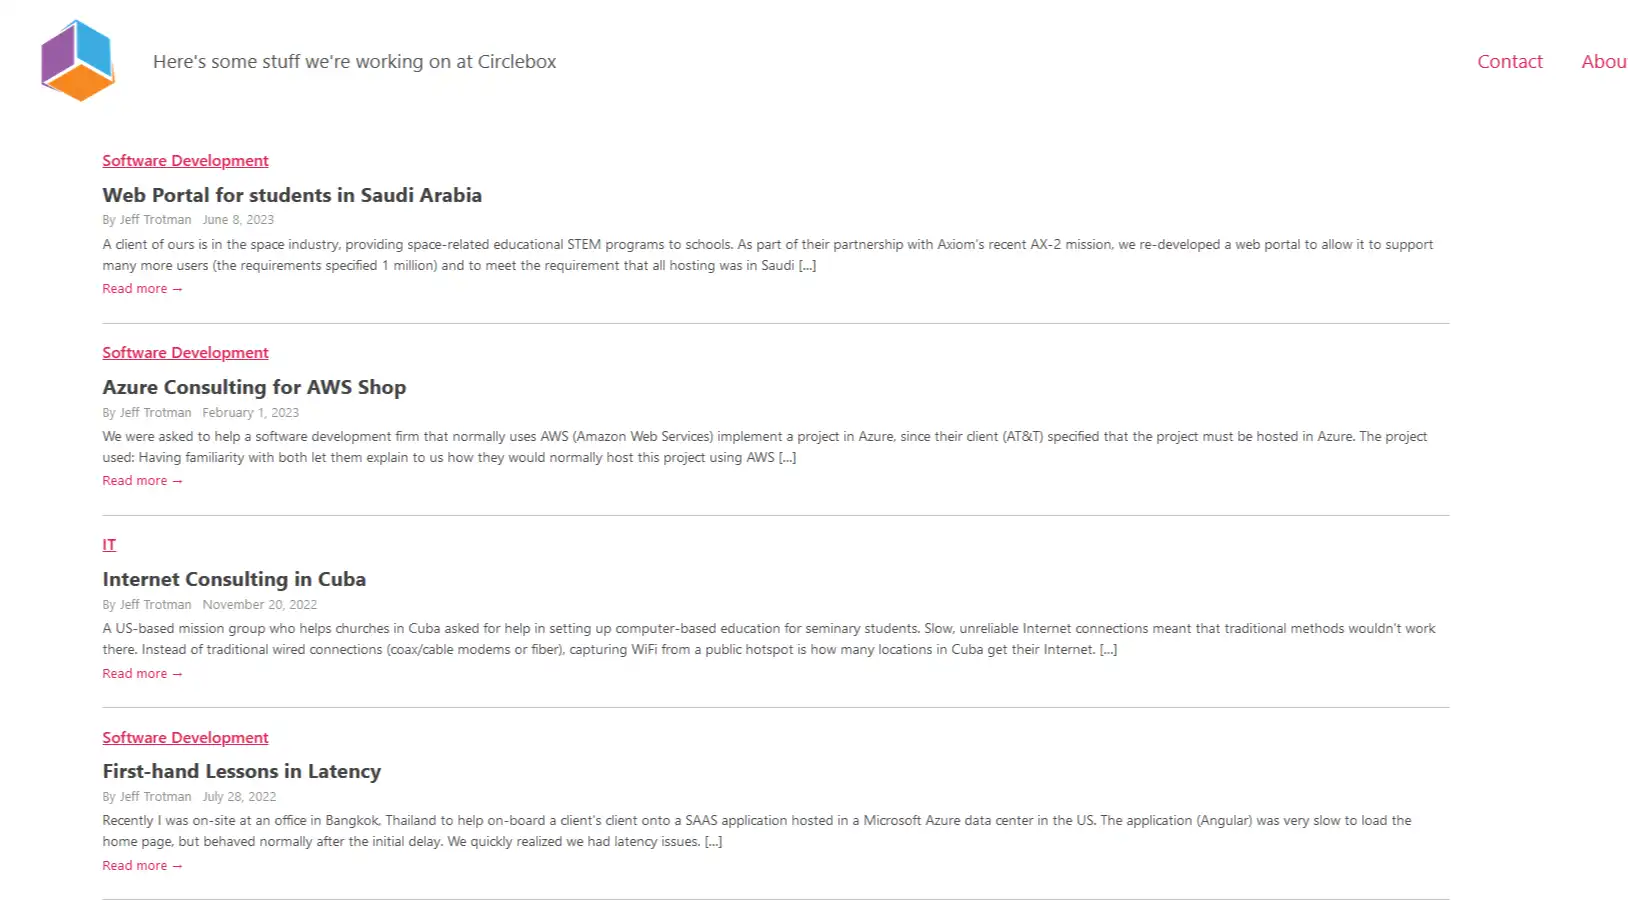 Here's some stuff we're working on at Circlebox
Contact
Abou
Software Development
Web Portal for students in Saudi Arabia
By Jeff Trotman June 8, 2023
A client of ours is in the space industry, providing space-related educational STEM programs to schools. As part of their partnership with Axiom's recent AX-2 mission, we re-developed a web portal to allow it to support
many more users (the requirements specified 1 million) and to meet the requirement that all hosting was in Saudi [...]
Read more →
Software Development
Azure Consulting for AWS Shop
By Jeff Trotman February 1, 2023
We were asked to help a software development firm that normally uses AWS (Amazon Web Services) implement a project in Azure, since their client (AT&T) specified that the project must be hosted in Azure. The project
used: Having familiarity with both let them explain to us how they would normally host this project using AWS [...]
Read more →
IT
Internet Consulting in Cuba
By Jeff Trotman November 20, 2022
A US-based mission group who helps churches in Cuba asked for help in setting up computer-based education for seminary students. Slow, unreliable Internet connections meant that traditional methods wouldn't work
there. Instead of traditional wired connections (coax/cable modems or fiber), capturing WiFi from a public hotspot is how many locations in Cuba get their Internet. [...]
Read more →
Software Development
First-hand Lessons in Latency
By Jeff Trotman July 28, 2022
Recently I was on-site at an office in Bangkok, Thailand to help on-board a client's client onto a SAAS application hosted in a Microsoft Azure data center in the US. The application (Angular) was very slow to load the
home page, but behaved normally after the initial delay. We quickly realized we had latency issues. [...]
Read more →